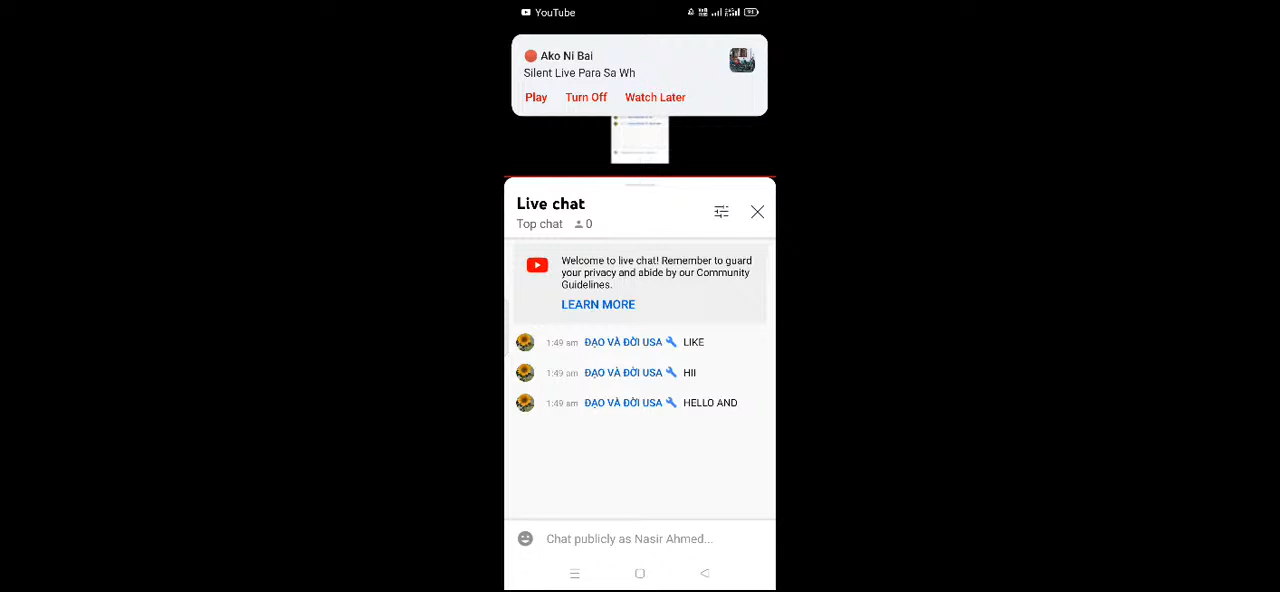 YouTube
Ako Ni Bai
Silent Live Para Sa Wh
Play Turn Off Watch Later
Live chat
Top chat 0
Welcome to live chat! Remember to guard
your privacy and abide by our Community
Guidelines.
LEARN MORE
1:49 am ĐẠO VÀ ĐỜI USA LIKE
1:49 am ĐẠO VÀ ĐỜI USA HII
1:49 am ĐẠO VÀ ĐỜI USA HELLO AND
Chat publicly as Nasir Ahmed...